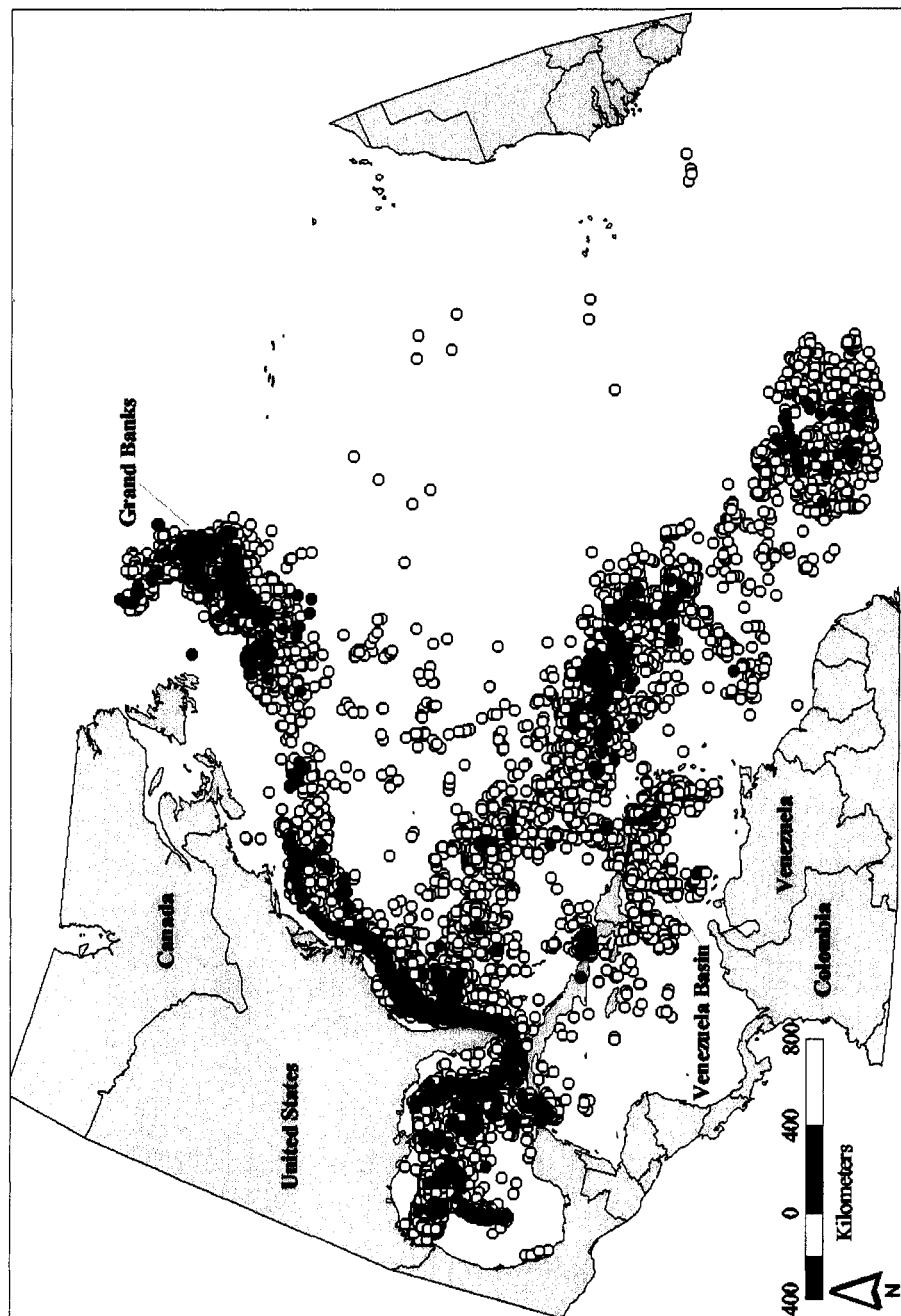 Grand Banks
Canada
United States
Venezuela Basin
Venezuela
Colombia
400 0 400 800
Kilometers
N